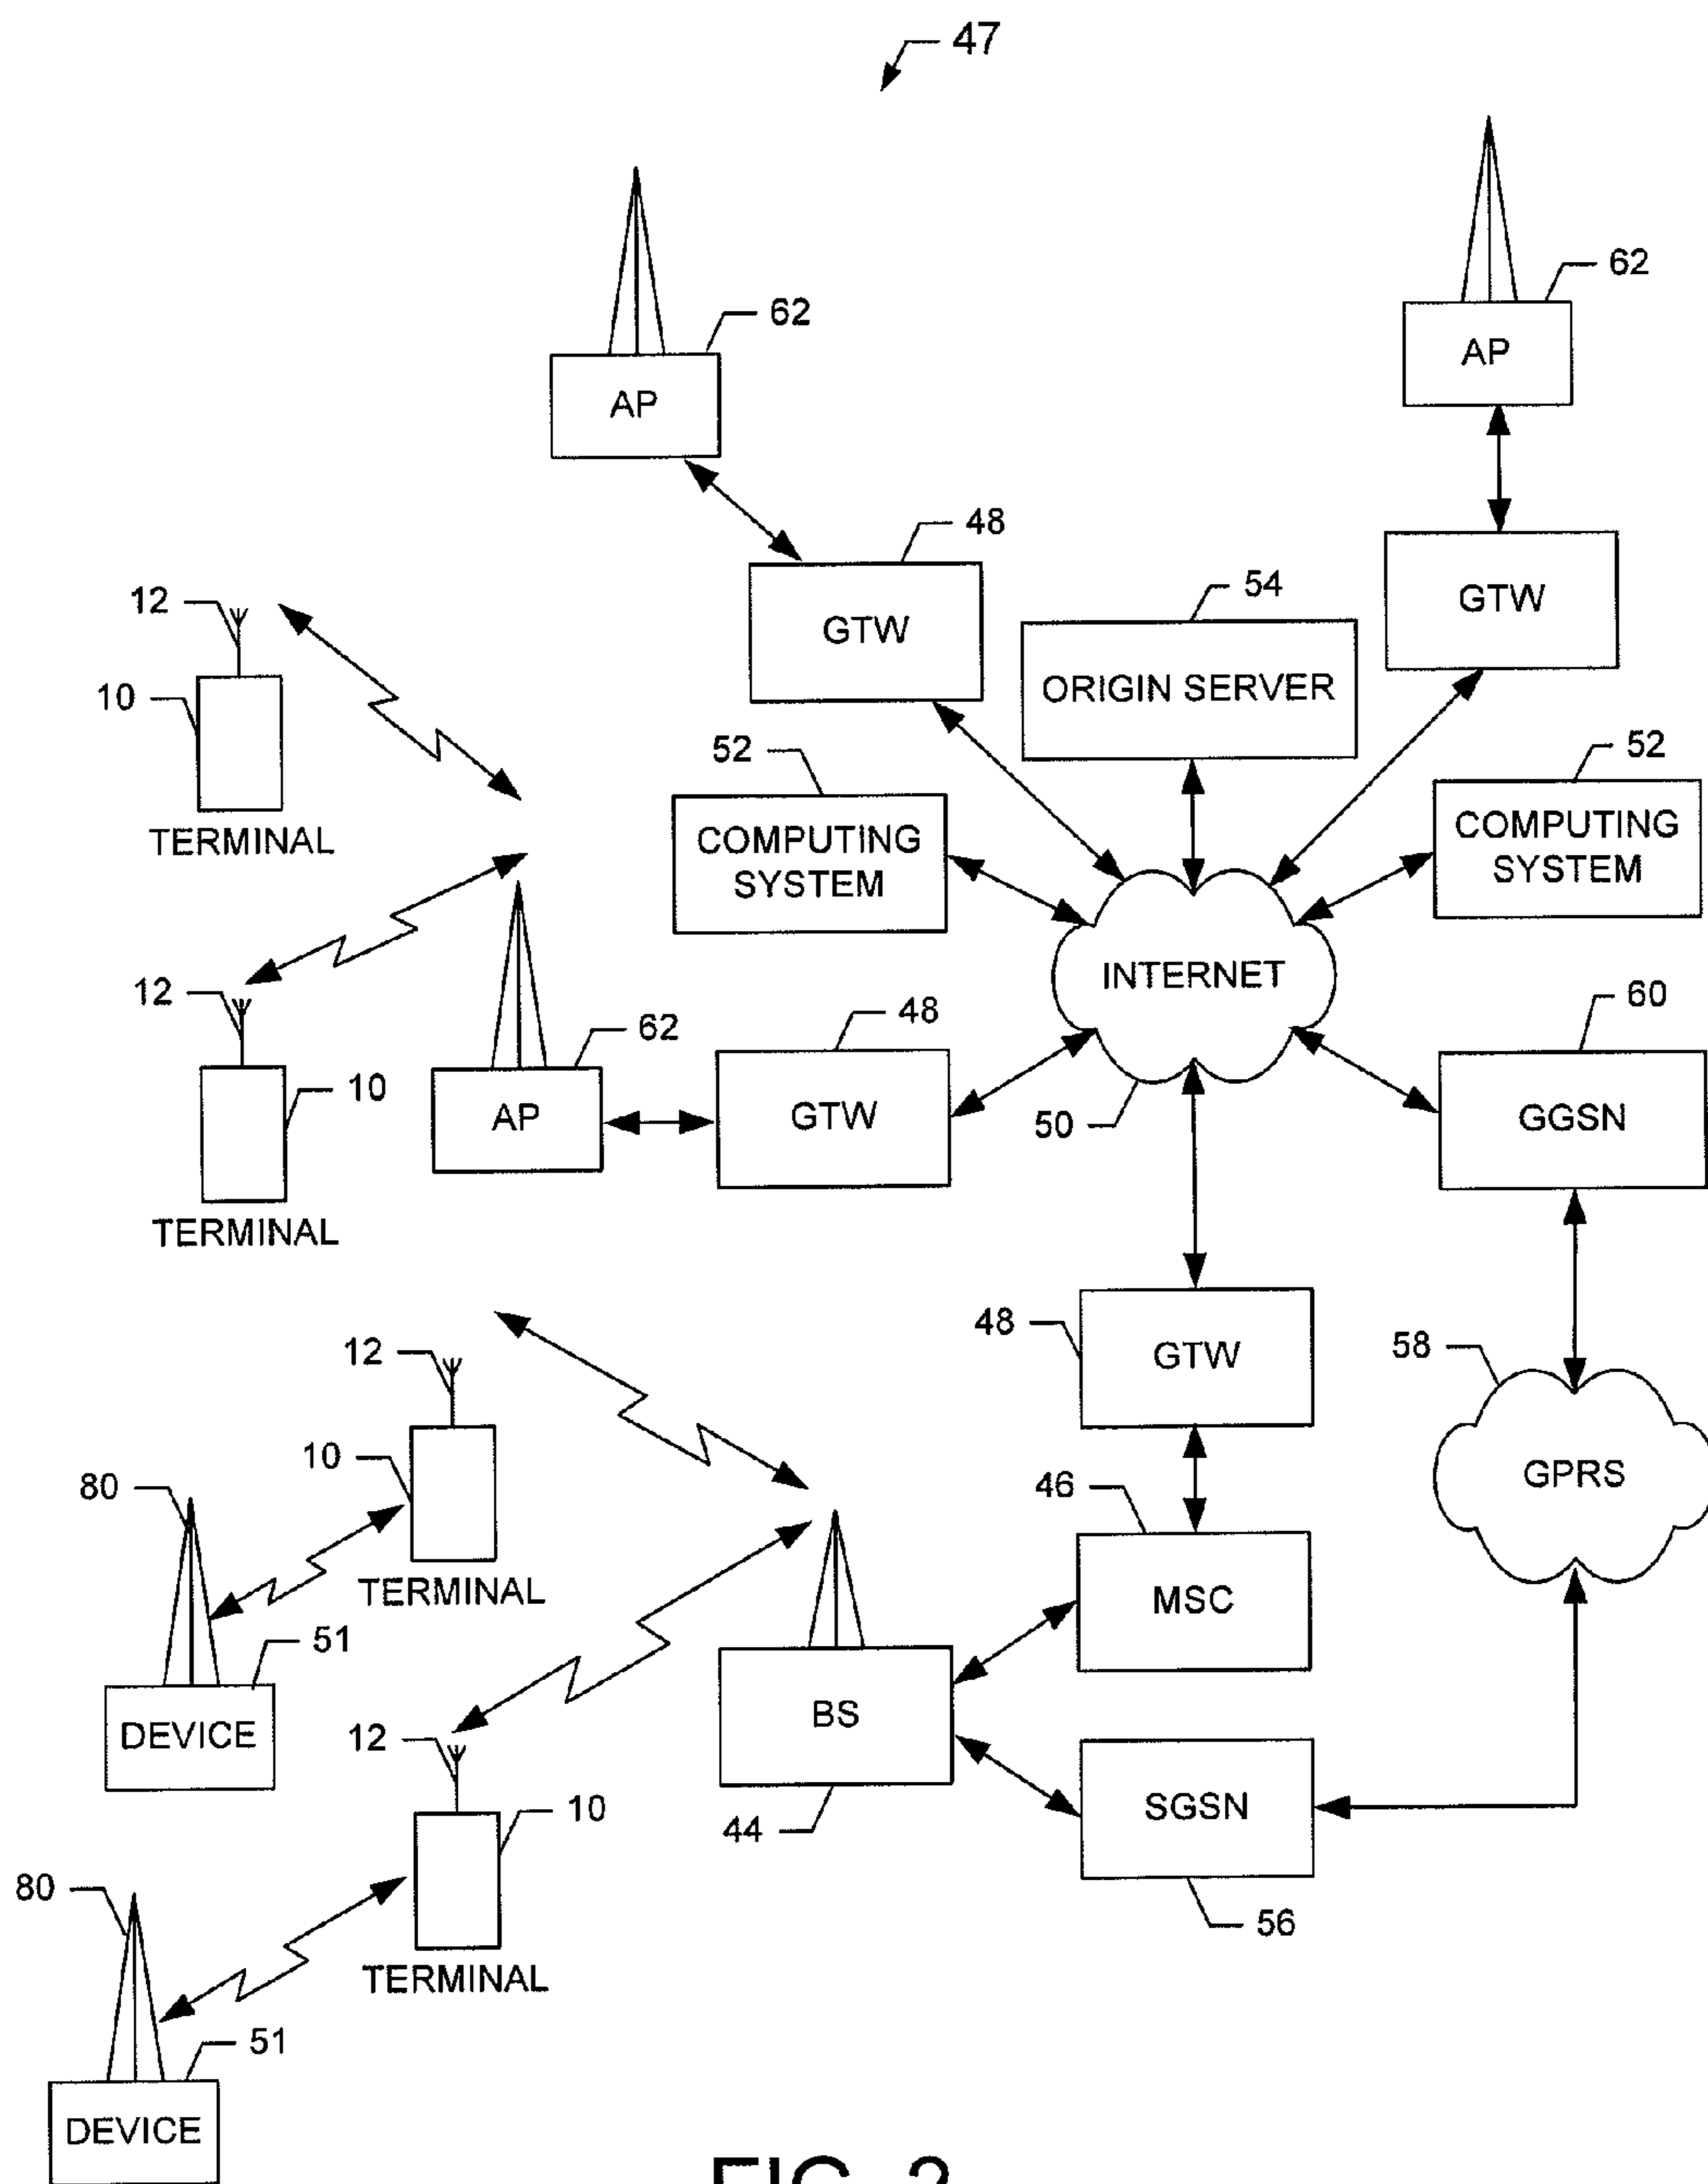 47
62
AP
62
AP
48
GTW
GTW
54
ORIGIN SERVER
12
10
TERMINAL
52
COMPUTING
SYSTEM
52
COMPUTING
SYSTEM
INTERNET
50
12
10
TERMINAL
62
AP
48
GTW
60
GGSN
48
GTW
58
GPRS
12
10
TERMINAL
80
51
DEVICE
46
MSC
BS
44
SGSN
56
12
10
TERMINAL
80
51
DEVICE
FIG. 2